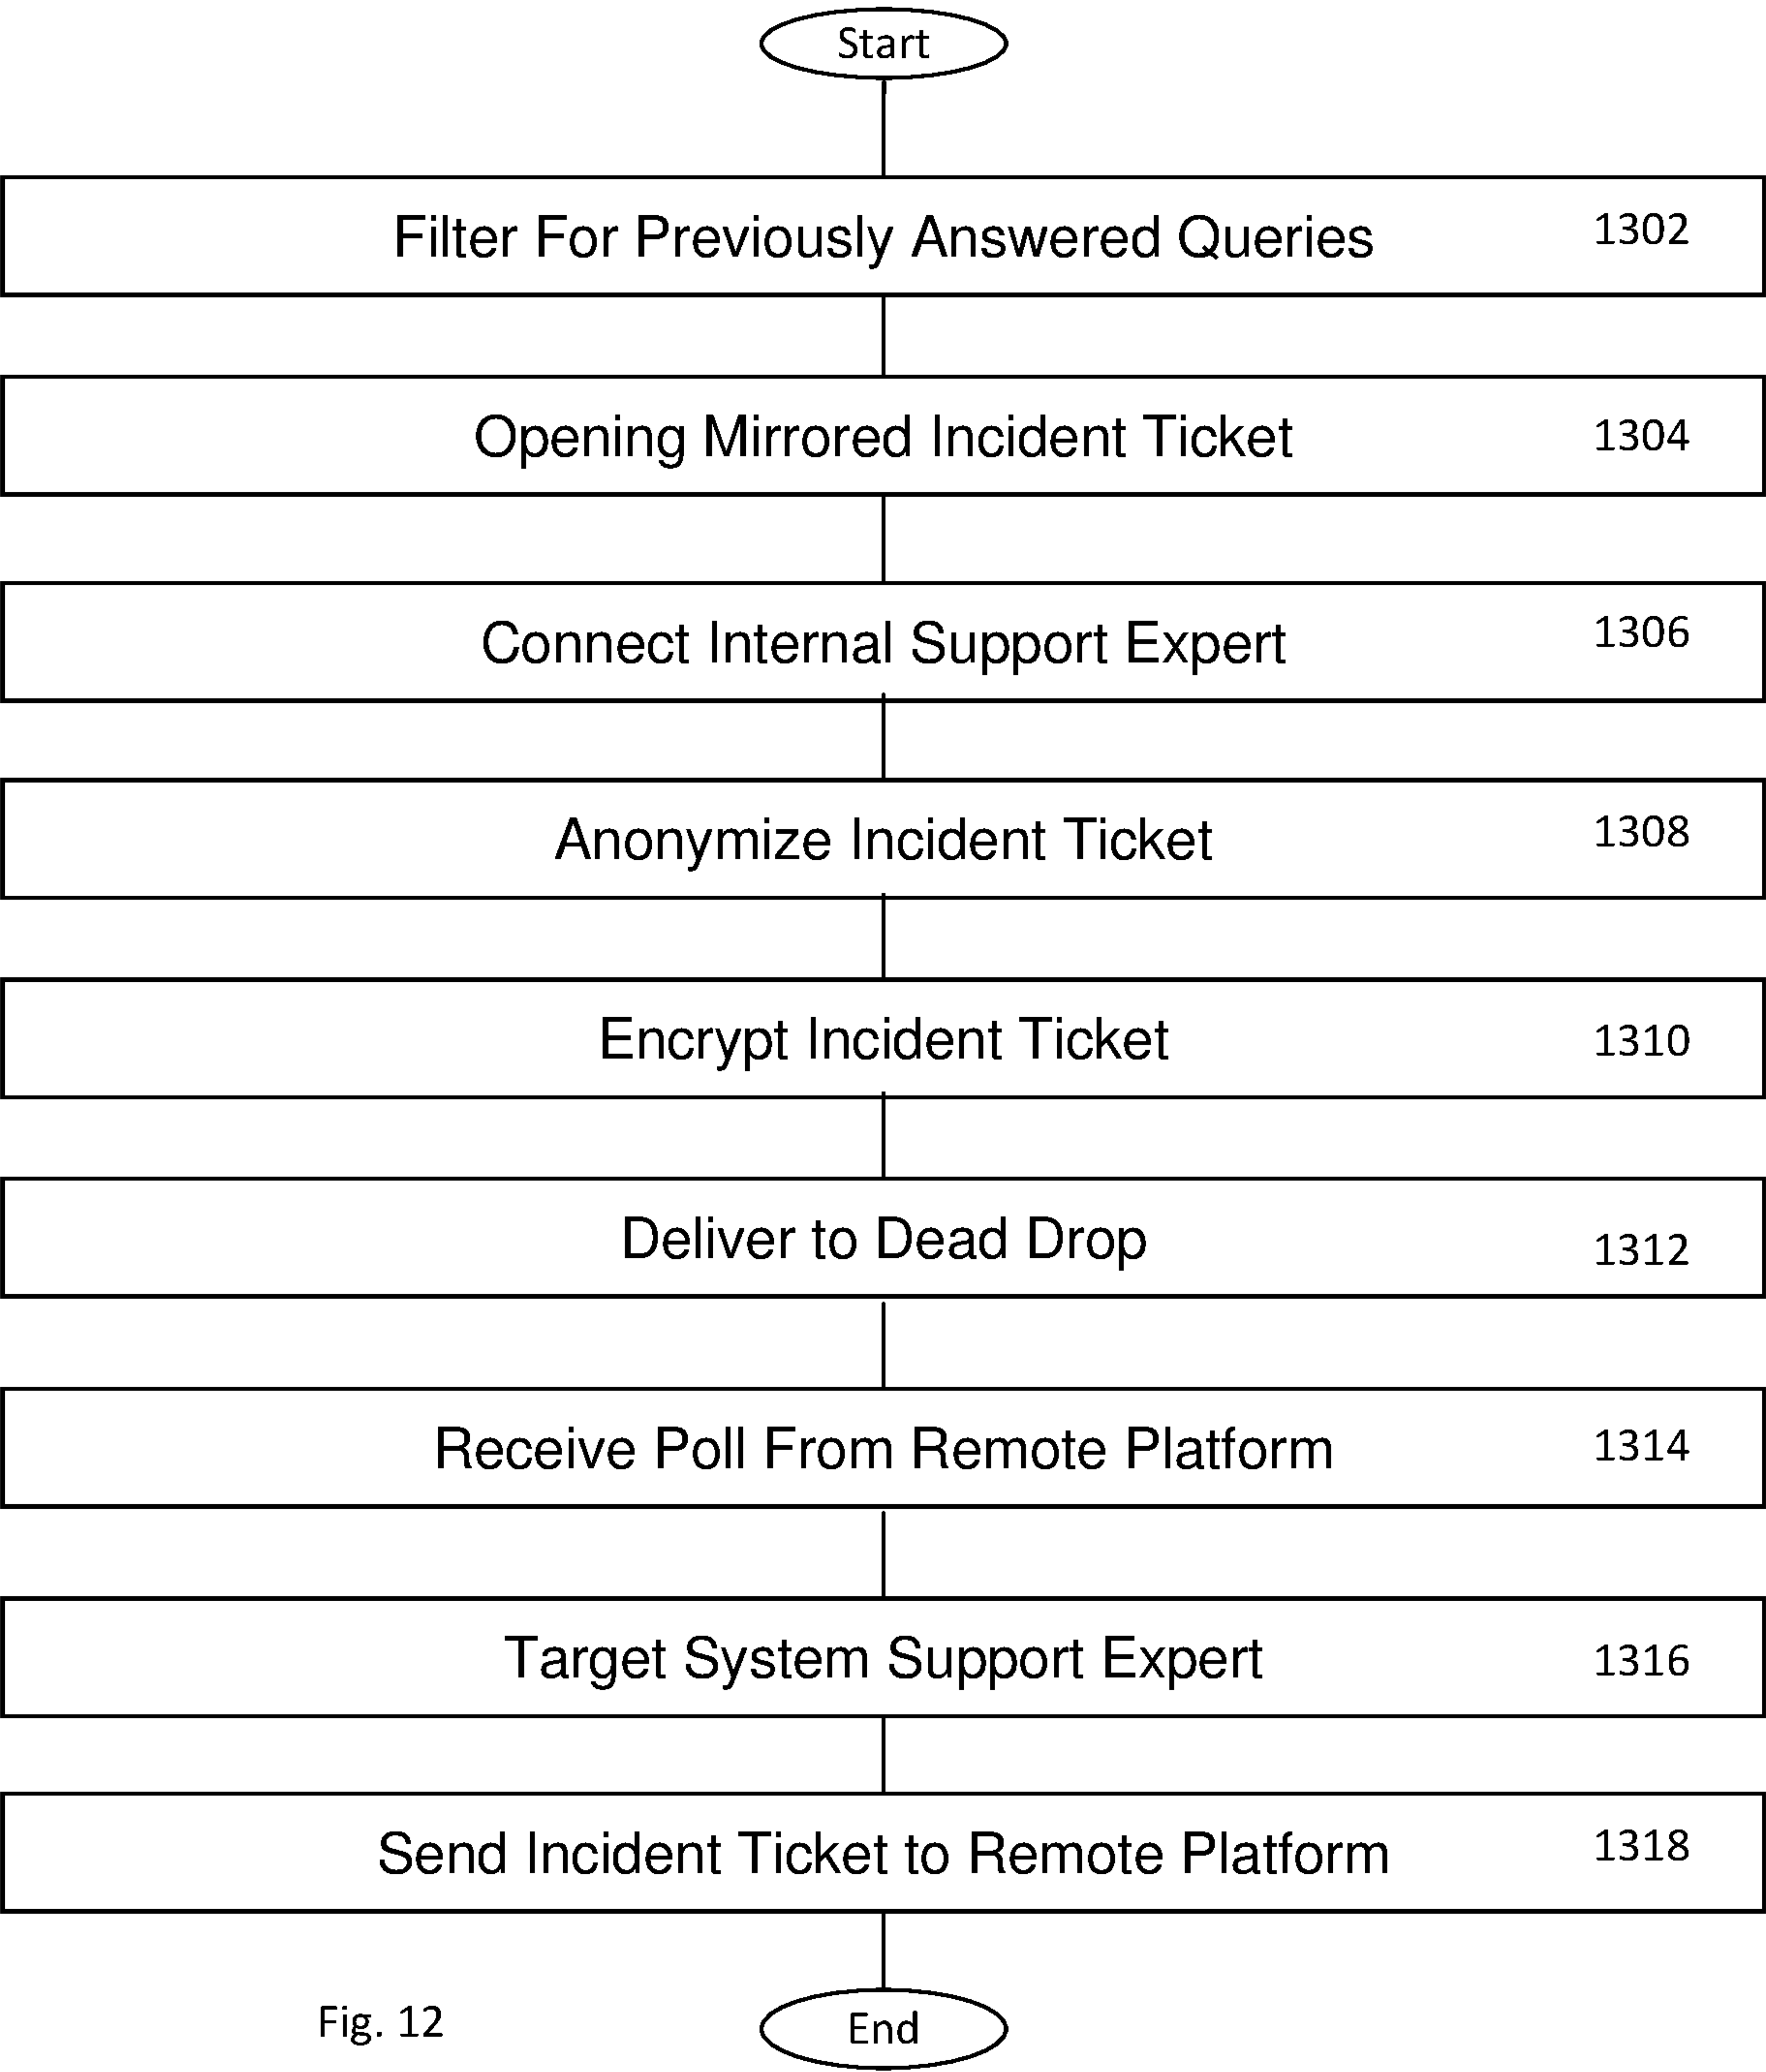 Start
Filter For Previously Answered Queries 1302
Opening Mirrored Incident Ticket 1304
Connect Internal Support Expert 1306
Anonymize Incident Ticket 1308
Encrypt Incident Ticket 1310
Deliver to Dead Drop 1312
Receive Poll From Remote Platform 1314
Target System Support Expert 1316
Send Incident Ticket to Remote Platform 1318
Fig. 12
End